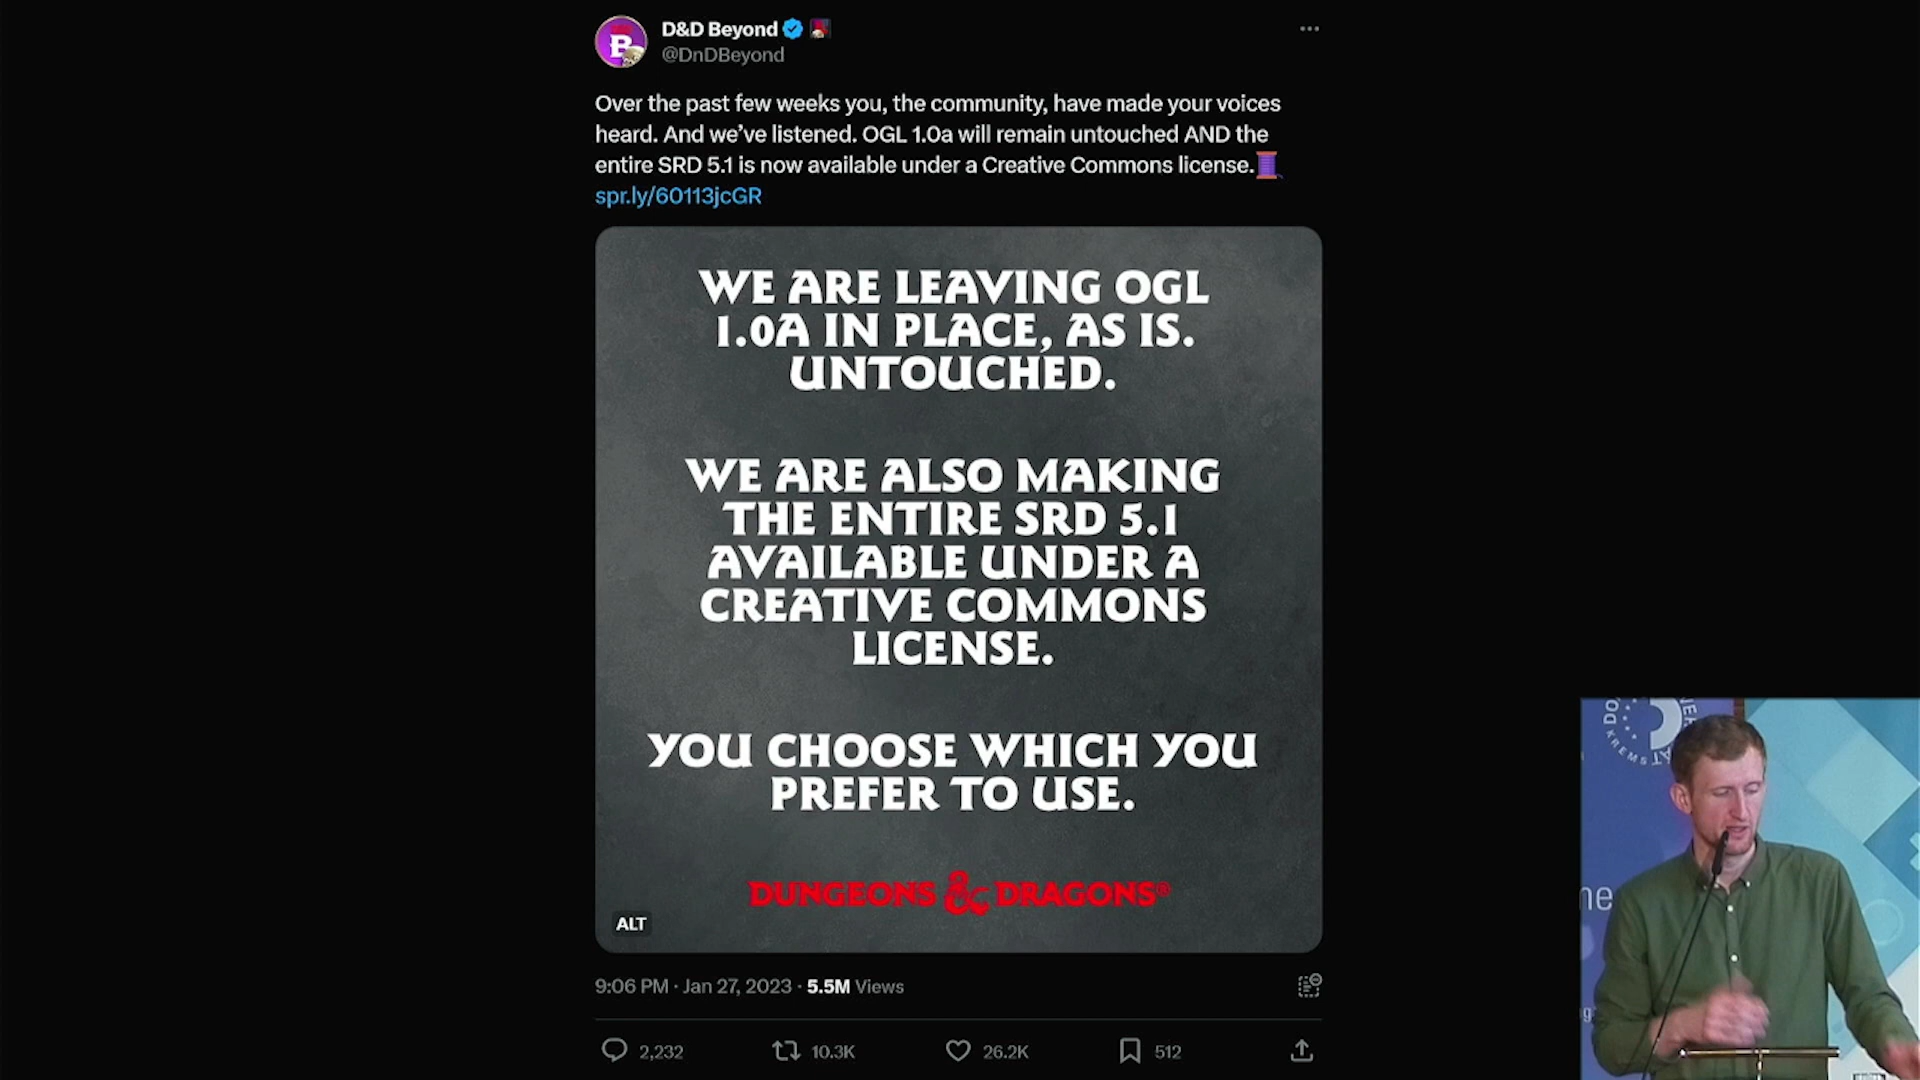 D&D Beyond
@DnDBeyond
Over the past few weeks you, the community, have made your voices
heard. And we've listened. OGL 1.0a will remain untouched AND the
entire SRD 5.1 is now available under a Creative Commons license.
spr.ly/60113jcGR
WE ARE LEAVING OGL
1.0A IN PLACE, AS IS.
UNTOUCHED.
WE ARE ALSO MAKING
THE ENTIRE SRD 5.1
AVAILABLE UNDER A
CREATIVE COMMONS
LICENSE.
YOU CHOOSE WHICH YOU
PREFER TO USE.
DUNGEONS & DRAGONS®
ALT
9:06 PM · Jan 27, 2023 · 5.5M Views
2,232 10.3K 26.2K 512
KREMS